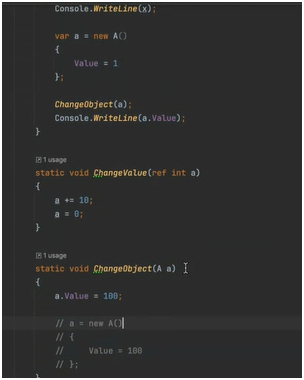 Console.WriteLine(x);
var a = new A()
{
Value = 1
};
ChangeObject(a);
Console.WriteLine(a.Value);
}
1 usage
static void ChangeValue(ref int a)
{
a += 10;
a = 0;
}
1 usage
static void ChangeObject(A a)
{
a.Value = 100;
// a = new A()
// {
//     Value = 100
// };